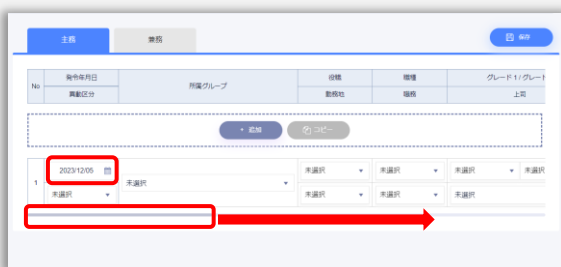 主務
兼務
保存
No
発令年月日
異動区分
所属グループ
役職
勤務地
職種
職務
グレード1/グレード
上司
+ 追加
コピー
1
2023/12/05
未選択
未選択
未選択
未選択
未選択
未選択
未選択
未選択
未選択